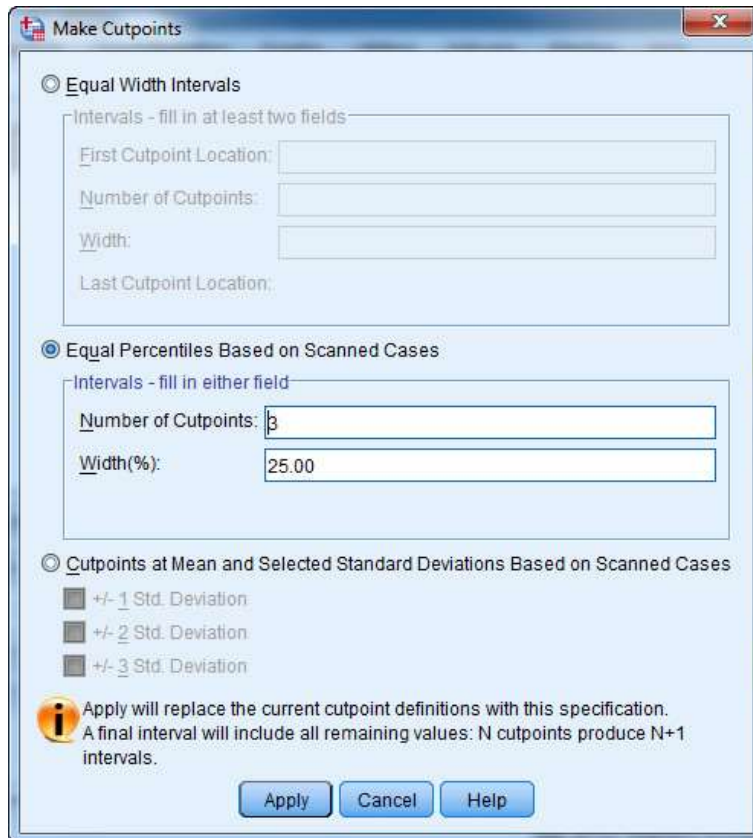 Make Cutpoints
Equal Width Intervals
Intervals - fill in at least two fields
First Cutpoint Location:
Number of Cutpoints:
Width:
Last Cutpoint Location:
Equal Percentiles Based on Scanned Cases
Intervals - fill in either field
Number of Cutpoints: 3
Width(%): 25.00
Cutpoints at Mean and Selected Standard Deviations Based on Scanned Cases
+/- 1 Std. Deviation
+/- 2 Std. Deviation
+/- 3 Std. Deviation
Apply will replace the current cutpoint definitions with this specification.
A final interval will include all remaining values: N cutpoints produce N+1
intervals.
Apply Cancel Help